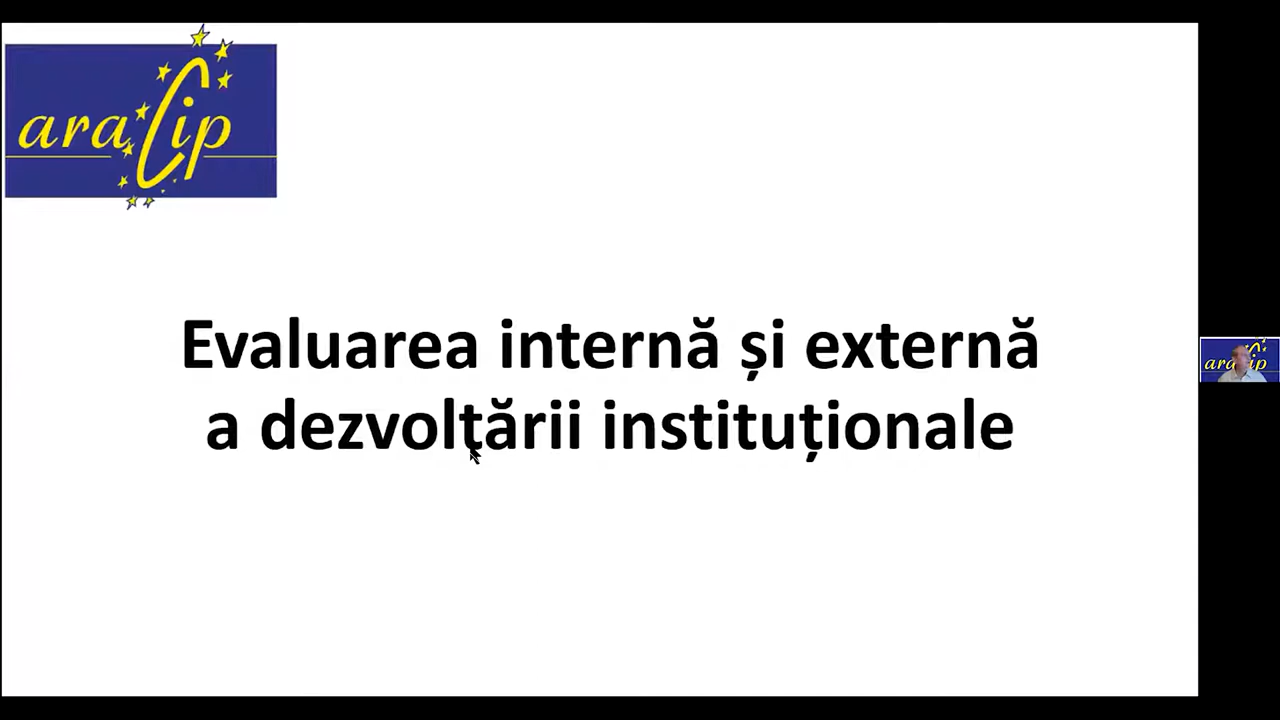 aracip
Evaluarea internă și externă
a dezvoltării instituționale
aracip